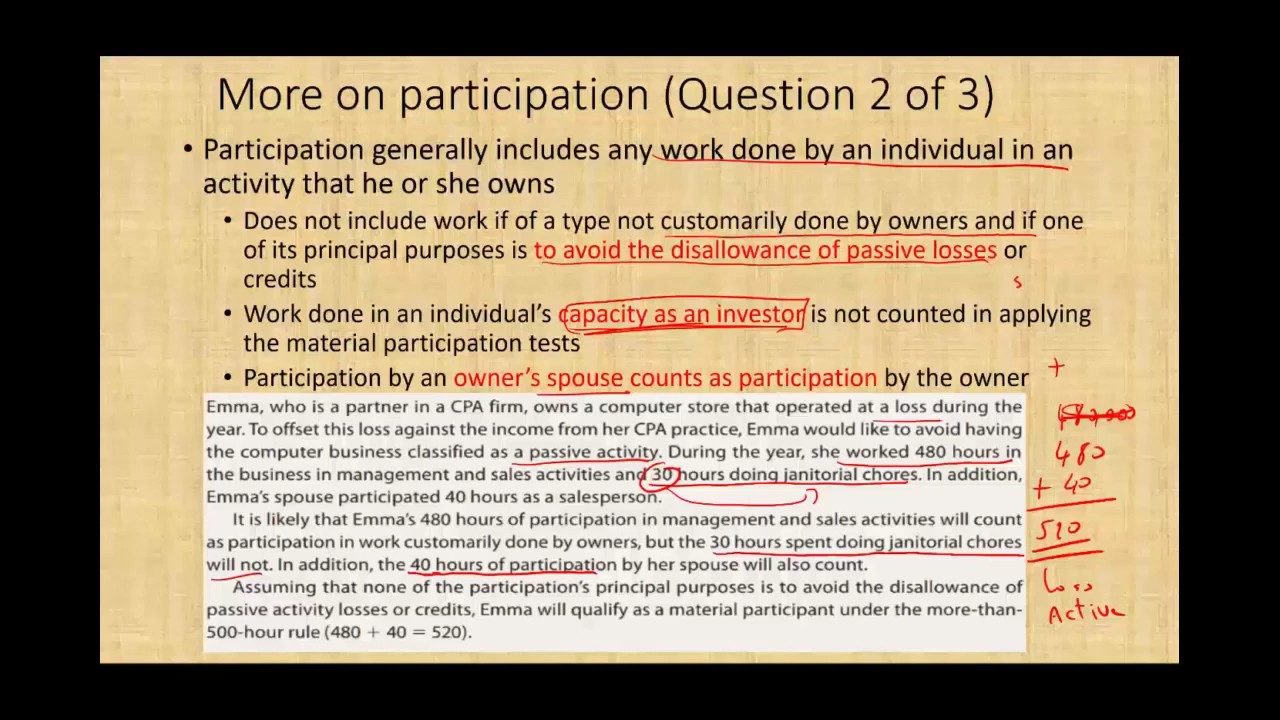 More on participation (Question 2 of 3)
• Participation generally includes any work done by an individual in an
activity that he or she owns
• Does not include work if of a type not customarily done by owners and if one
of its principal purposes is to avoid the disallowance of passive losses or
credits
s
• Work done in an individual's capacity as an investor is not counted in applying
the material participation tests
• Participation by an owner's spouse counts as participation by the owner
+
Emma, who is a partner in a CPA firm, owns a computer store that operated at a loss during the
year. To offset this loss against the income from her CPA practice, Emma would like to avoid having
the computer business classified as a passive activity. During the year, she worked 480 hours in
the business in management and sales activities and 30 hours doing janitorial chores. In addition,
Emma's spouse participated 40 hours as a salesperson.
It is likely that Emma's 480 hours of participation in management and sales activities will count
as participation in work customarily done by owners, but the 30 hours spent doing janitorial chores
will not. In addition, the 40 hours of participation by her spouse will also count.
Assuming that none of the participation's principal purposes is to avoid the disallowance of
passive activity losses or credits, Emma will qualify as a material participant under the more-than-
500-hour rule (480 + 40 = 520).
480
+ 40
520
Loss
Active